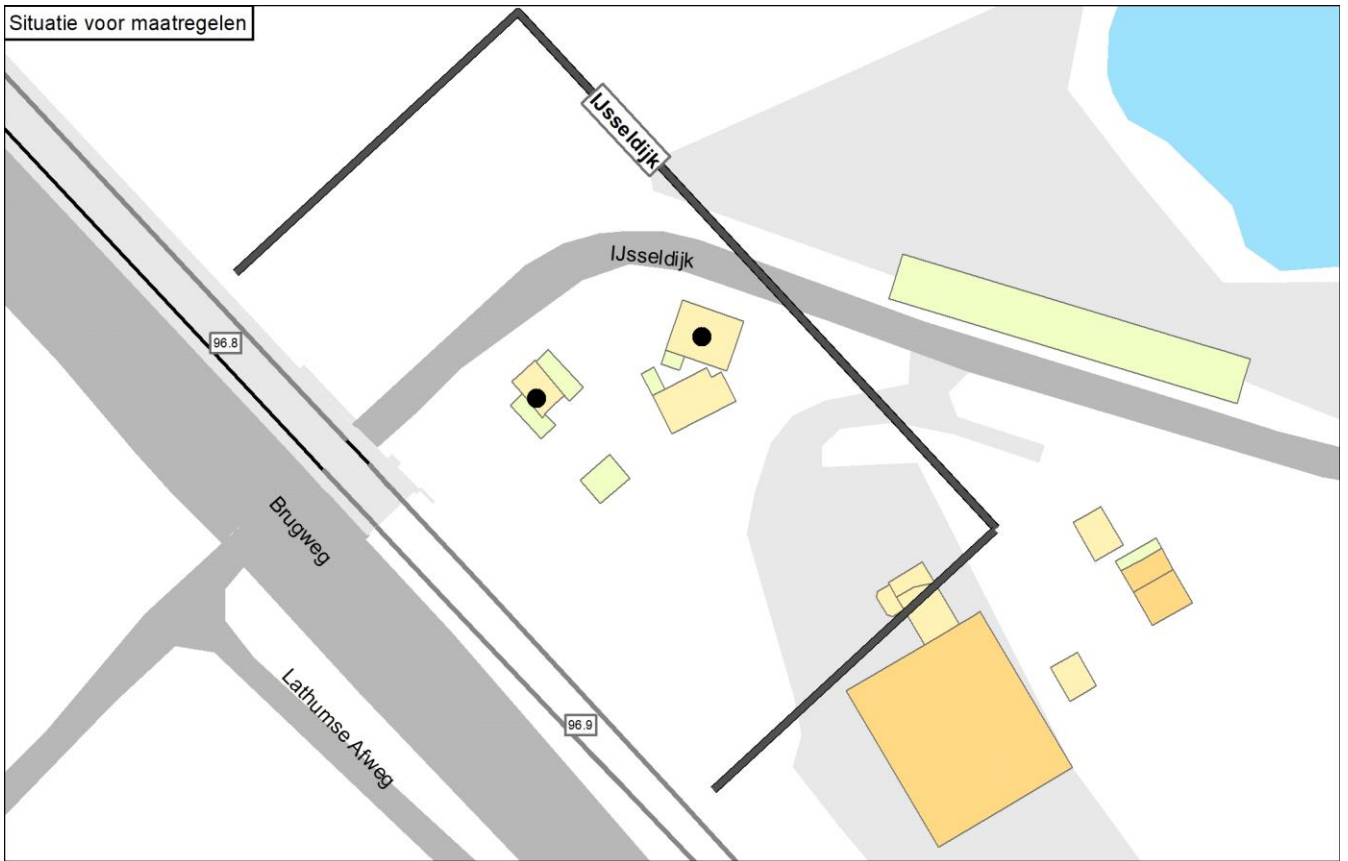 Situatie voor maatregelen
IJsseldijk
IJsseldijk
96.8
Brugweg
Lathumse Afweg
96.9